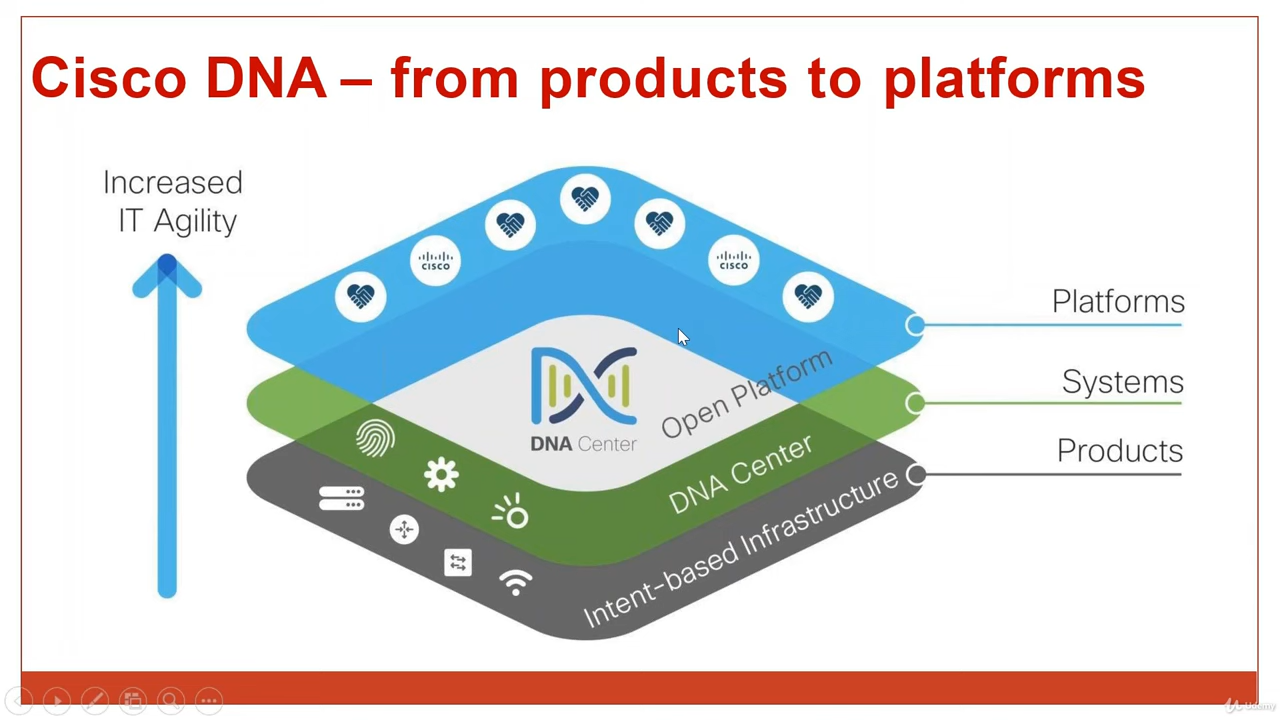 Cisco DNA – from products to platforms
Increased
IT Agility
CISCO
CISCO
Platforms
Open Platform
Systems
DNA Center
DNA Center
Products
Intent-based Infrastructure
Udemy